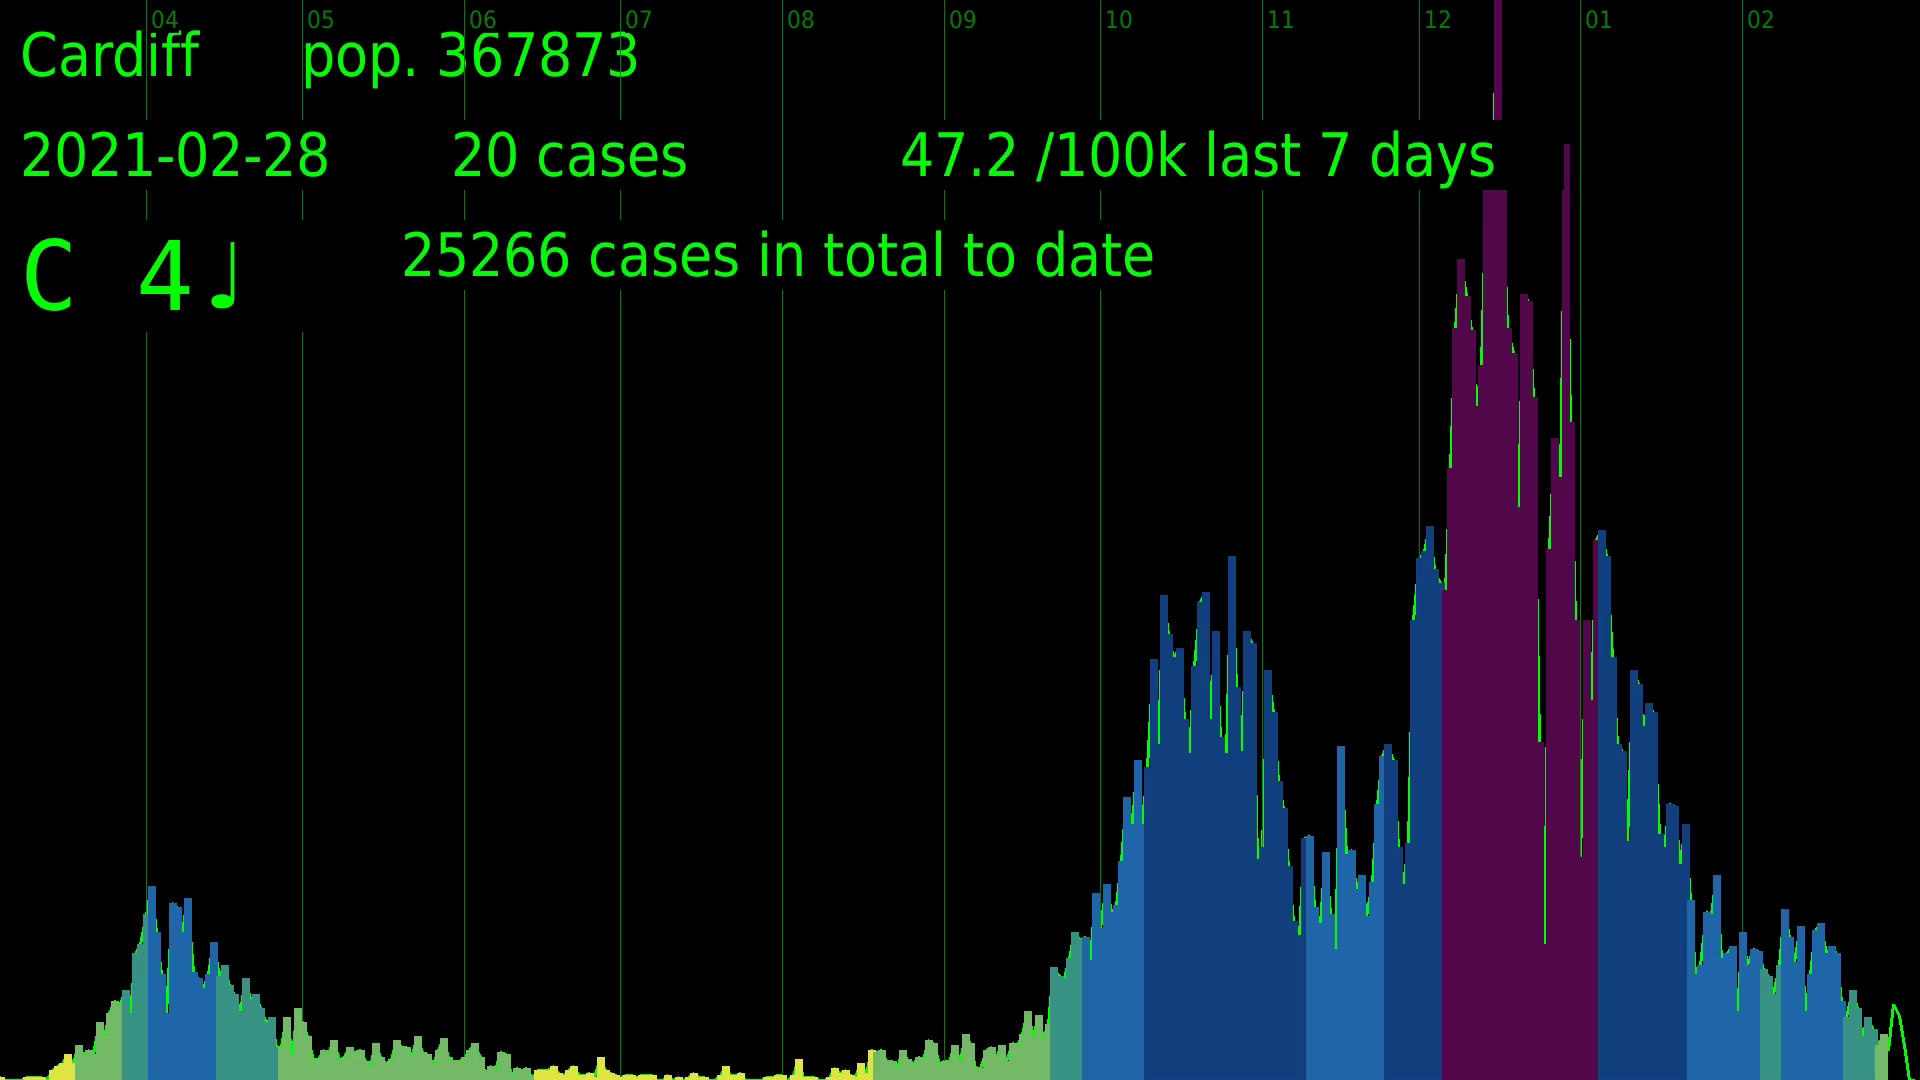 04 05 06 07 08 09 10 11 12 01 02
Cardiff pop. 367873
2021-02-28 20 cases 47.2 /100k last 7 days
25266 cases in total to date
C 4♩